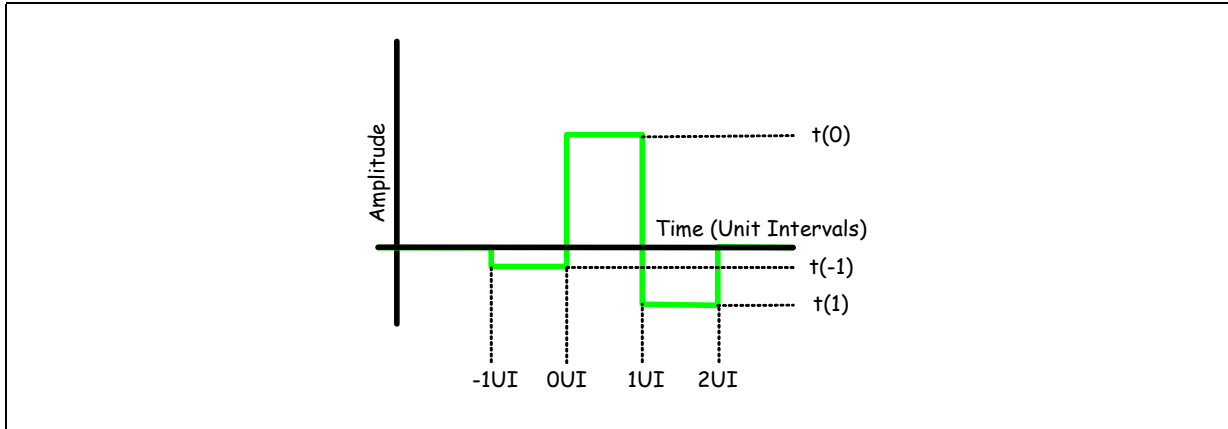 t(0)
Amplitude
Time (Unit Intervals)
t(-1)
t(1)
-1UI
0UI
1UI
2UI